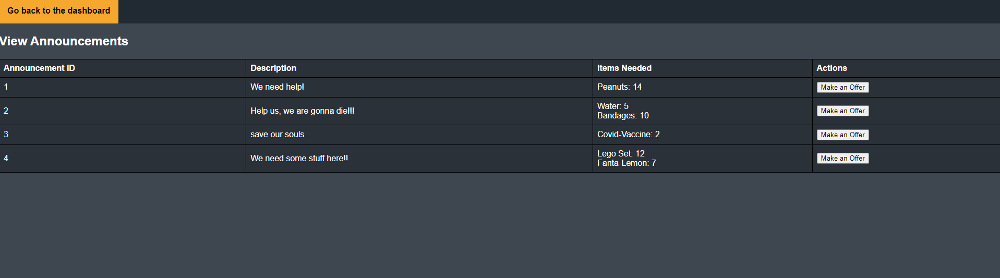 Go back to the dashboard
View Announcements
Announcement ID Description Items Needed Actions
1 We need help! Peanuts: 14 Make an Offer
2 Help us, we are gonna die!!! Water: 5
Bandages: 10 Make an Offer
3 save our souls Covid-Vaccine: 2 Make an Offer
4 We need some stuff here!! Lego Set: 12
Fanta-Lemon: 7 Make an Offer